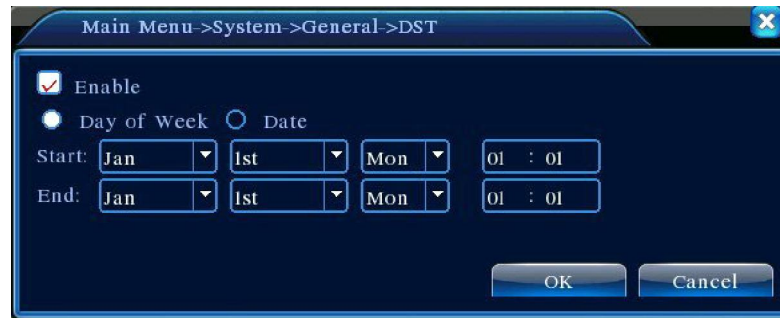 Main Menu->System->General->DST
Enable
Day of Week Date
Start: Jan 1st Mon 01 : 01
End: Jan 1st Mon 01 : 01
OK Cancel